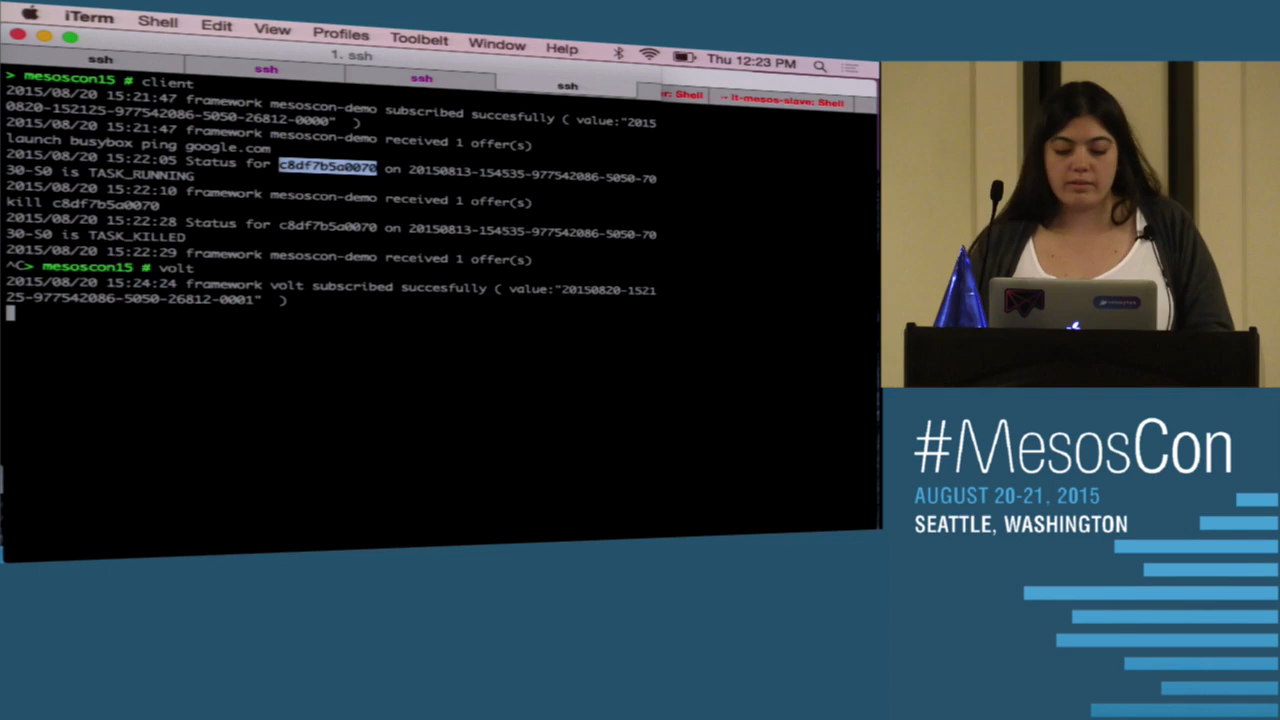 iTerm Shell Edit View Profiles Toolbelt Window Help Thu 12:23 PM
1. ssh
ssh ssh ssh ssh r: Shell lt-mesos-slave: Shell
> mesoscon15 # client
2015/08/20 15:21:47 framework mesoscon-demo subscribed succesfully ( value:"2015
0820-152125-977542086-5050-26812-0000" )
2015/08/20 15:21:47 framework mesoscon-demo received 1 offer(s)
launch busybox ping google.com
2015/08/20 15:22:05 Status for c8df7b5a0070 on 20150813-154535-977542086-5050-70
30-S0 is TASK_RUNNING
2015/08/20 15:22:10 framework mesoscon-demo received 1 offer(s)
kill c8df7b5a0070
2015/08/20 15:22:28 Status for c8df7b5a0070 on 20150813-154535-977542086-5050-70
30-S0 is TASK_KILLED
2015/08/20 15:22:29 framework mesoscon-demo received 1 offer(s)
^C> mesoscon15 # volt
2015/08/20 15:24:24 framework volt subscribed succesfully ( value:"20150820-1521
25-977542086-5050-26812-0001" )
#MesosCon
AUGUST 20-21, 2015
SEATTLE, WASHINGTON